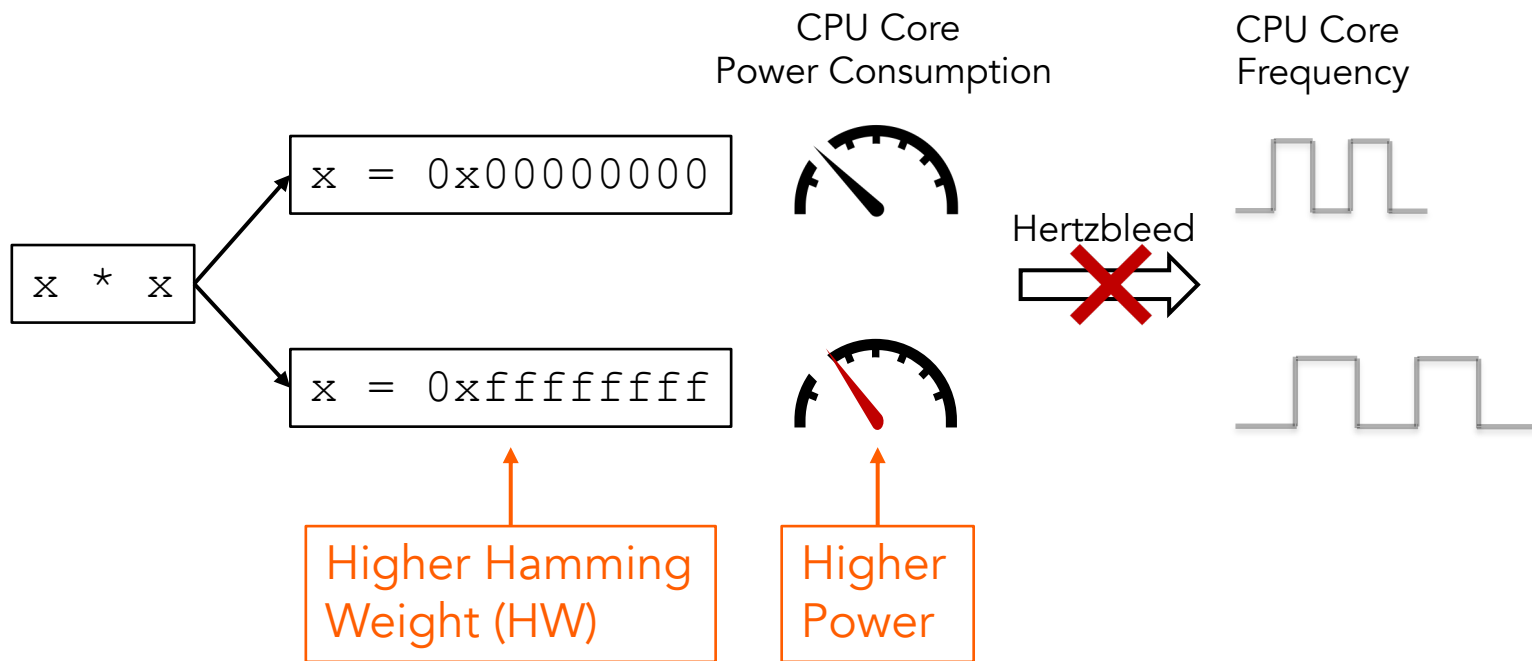 CPU Core
Power Consumption
CPU Core
Frequency
x = 0x00000000
Hertzbleed
x * x
x = 0xffffffff
Higher Hamming
Weight (HW)
Higher
Power